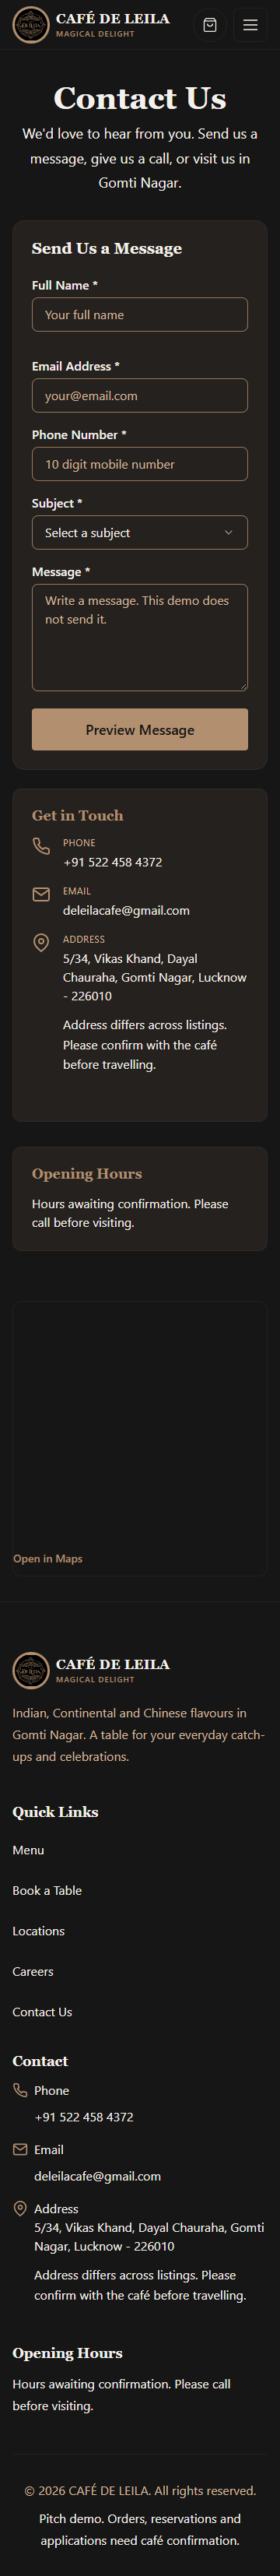 CAFÉ DE LEILA
MAGICAL DELIGHT
Contact Us
We'd love to hear from you. Send us a
message, give us a call, or visit us in
Gomti Nagar.
Send Us a Message
Full Name *
Your full name
Email Address *
your@email.com
Phone Number *
10 digit mobile number
Subject *
Select a subject
Message *
Write a message. This demo does
not send it.
Preview Message
Get in Touch
PHONE
+91 522 458 4372
EMAIL
deleilacafe@gmail.com
ADDRESS
5/34, Vikas Khand, Dayal
Chauraha, Gomti Nagar, Lucknow
- 226010
Address differs across listings.
Please confirm with the café
before travelling.
Opening Hours
Hours awaiting confirmation. Please
call before visiting.
Open in Maps
DE LEILA
CAFÉ DE LEILA
MAGICAL DELIGHT
Indian, Continental and Chinese flavours in
Gomti Nagar. A table for your everyday catch-
ups and celebrations.
Quick Links
Menu
Book a Table
Locations
Careers
Contact Us
Contact
Phone
+91 522 458 4372
Email
deleilacafe@gmail.com
Address
5/34, Vikas Khand, Dayal Chauraha, Gomti
Nagar, Lucknow - 226010
Address differs across listings. Please
confirm with the café before travelling.
Opening Hours
Hours awaiting confirmation. Please call
before visiting.
© 2026 CAFÉ DE LEILA. All rights reserved.
Pitch demo. Orders, reservations and
applications need café confirmation.